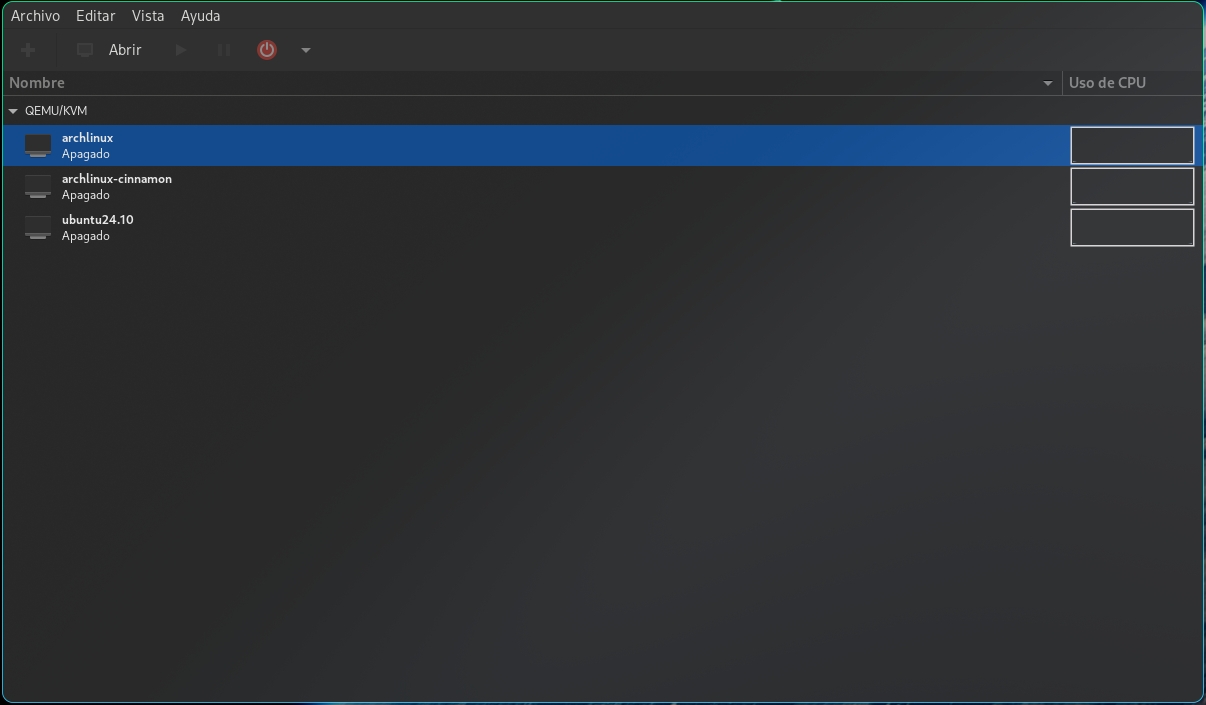 Archivo Editar Vista Ayuda
Abrir
Nombre Uso de CPU
QEMU/KVM
archlinux
Apagado
archlinux-cinnamon
Apagado
ubuntu24.10
Apagado